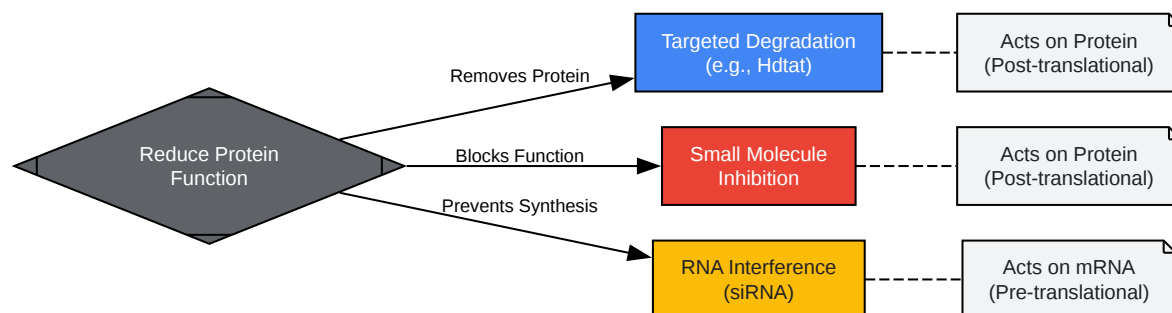 Targeted Degradation
(e.g., Hdtat)
Acts on Protein
(Post-translational)
Removes Protein
Reduce Protein
Function
Blocks Function
Small Molecule
Inhibition
Acts on Protein
(Post-translational)
Prevents Synthesis
RNA Interference
(siRNA)
Acts on mRNA
(Pre-translational)